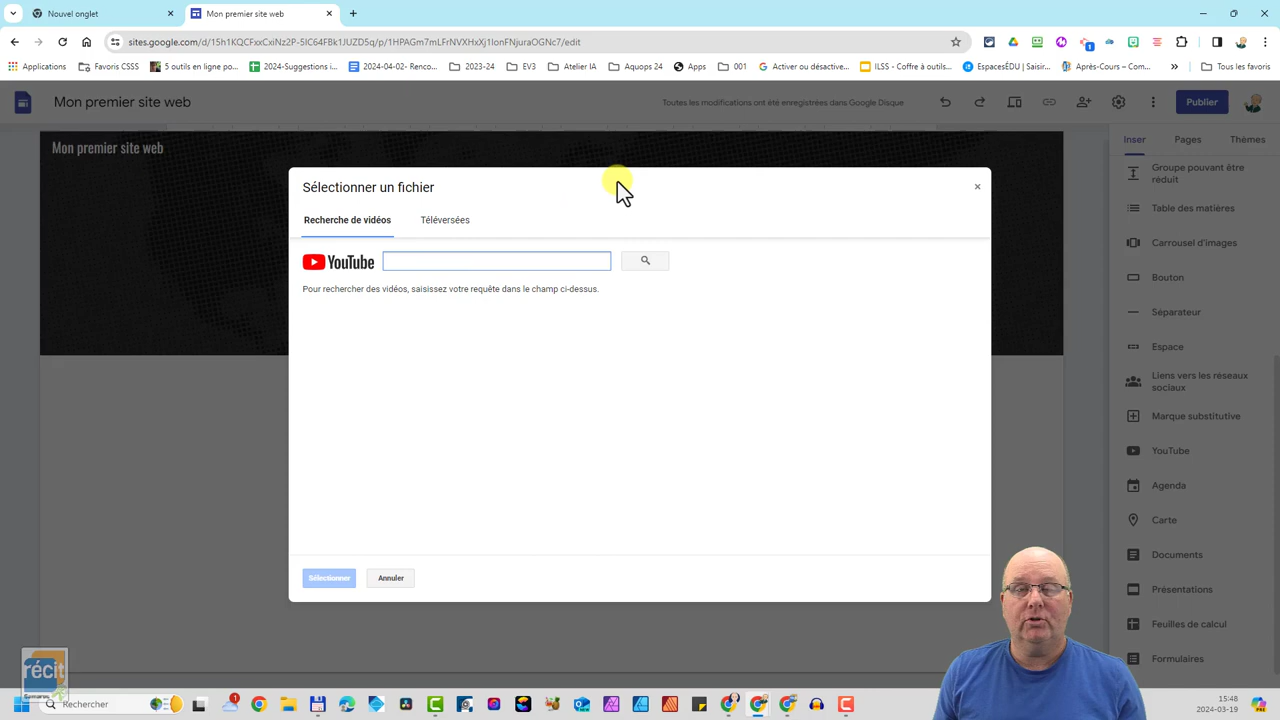 Nouvel onglet
Mon premier site web
sites.google.com/d/15h1KQCFxxCxiNz2P-5IC64FBk1JUZD5q/p/1HPAGm7mLFrNVXHxXj1IonFNjuraOGNc7/edit
Applications
Favoris CSSS
5 outils en ligne po...
2024-Suggestions i...
2024-04-02 - Renco...
2023-24
EV3
Atelier IA
Aquops 24
Apps
001
Activer ou désactive...
ILSS - Coffre à outils...
EspacesÉDU | Saisir...
Après-Cours – Com...
Tous les favoris
Mon premier site web
Toutes les modifications ont été enregistrées dans Google Disque
Publier
Mon premier site web
Inser
Pages
Thèmes
Sélectionner un fichier
Recherche de vidéos
Téléversées
YouTube
Pour rechercher des vidéos, saisissez votre requête dans le champ ci-dessus.
Sélectionner
Annuler
Groupe pouvant être
réduit
Table des matières
Carrousel d'images
Bouton
Séparateur
Espace
Liens vers les réseaux
sociaux
Marque substitutive
YouTube
Agenda
Carte
Documents
Présentations
Feuilles de calcul
Formulaires
récit
Rechercher
15:48
2024-03-19